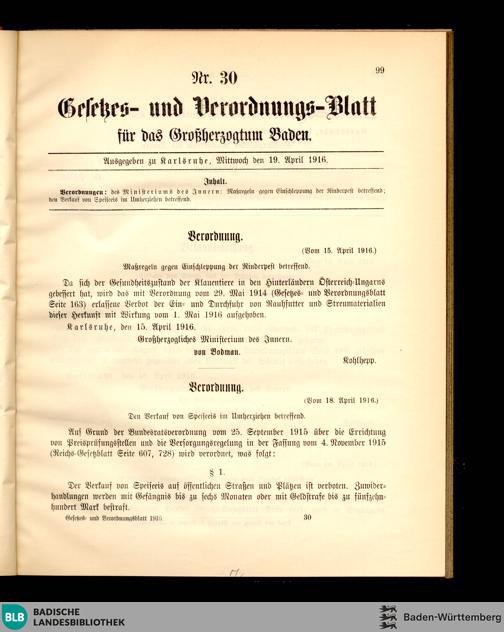 99
Nr. 30
Gesetzes- und Verordnungs-Blatt
für das Großherzogtum Baden.
Ausgegeben zu Karlsruhe, Mittwoch den 19. April 1916.
Inhalt.
Verordnungen: des Ministeriums des Innern: Maßregeln gegen Einschleppung der Rinderpest betreffend;
den Verkauf von Speiseeis im Umherziehen betreffend.
Verordnung.
(Vom 15. April 1916.)
Maßregeln gegen Einschleppung der Rinderpest betreffend.
Da sich der Gesundheitszustand der Klauentiere in den Hinterländern Österreich-Ungarns
gebessert hat, wird das mit Verordnung vom 29. Mai 1914 (Gesetzes- und Verordnungsblatt
Seite 163) erlassene Verbot der Ein- und Durchfuhr von Rauhfutter und Streumaterialien
dieser Herkunft mit Wirkung vom 1. Mai 1916 aufgehoben.
Karlsruhe, den 15. April 1916.
Großherzogliches Ministerium des Innern.
von Bodman.
Kohlhepp.
Verordnung.
(Vom 18. April 1916.)
Den Verkauf von Speiseeis im Umherziehen betreffend.
Auf Grund der Bundesratsverordnung vom 25. September 1915 über die Errichtung
von Preisprüfungsstellen und die Versorgungsregelung in der Fassung vom 4. November 1915
(Reichs-Gesetzblatt Seite 607, 728) wird verordnet, was folgt:
§ 1.
Der Verkauf von Speiseeis auf öffentlichen Straßen und Plätzen ist verboten. Zuwider-
handlungen werden mit Gefängnis bis zu sechs Monaten oder mit Geldstrafe bis zu fünfzehn-
hundert Mark bestraft.
Gesetzes- und Verordnungsblatt 1916.
30
BLB
BADISCHE
LANDESBIBLIOTHEK
Baden-Württemberg